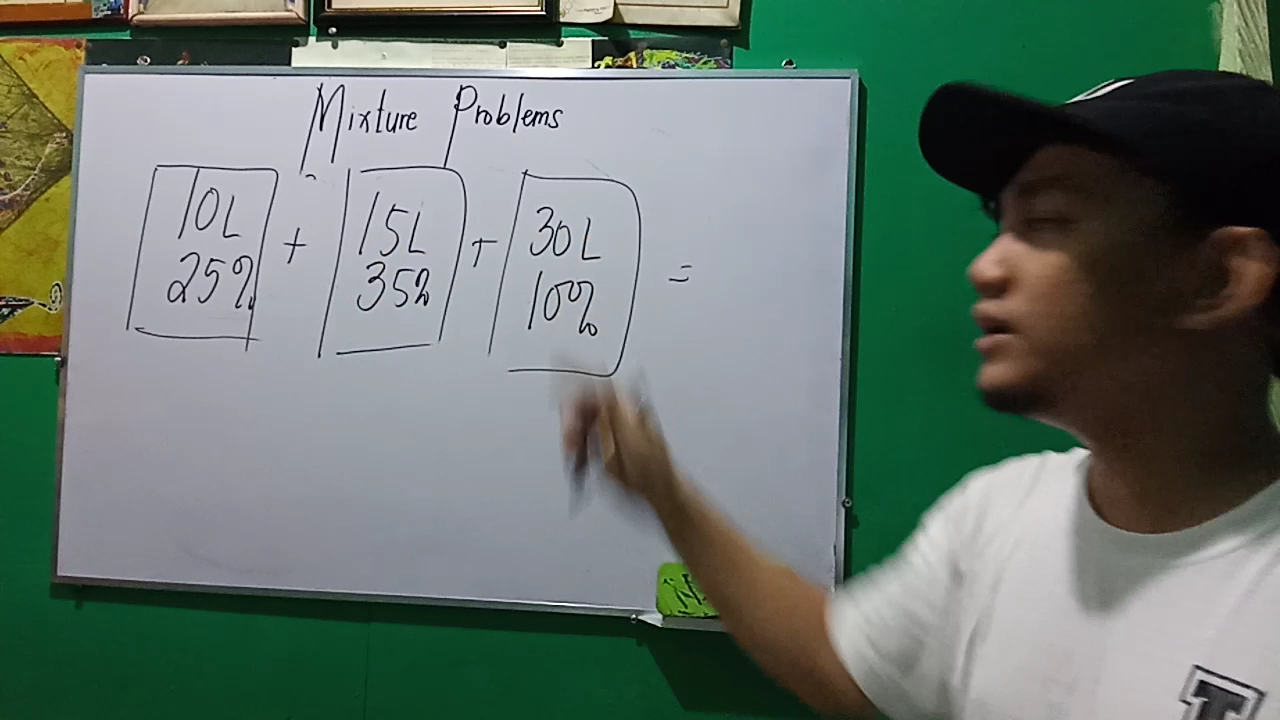 Mixture Problems
10L + 15L + 30L =
25% 35% 10%
T